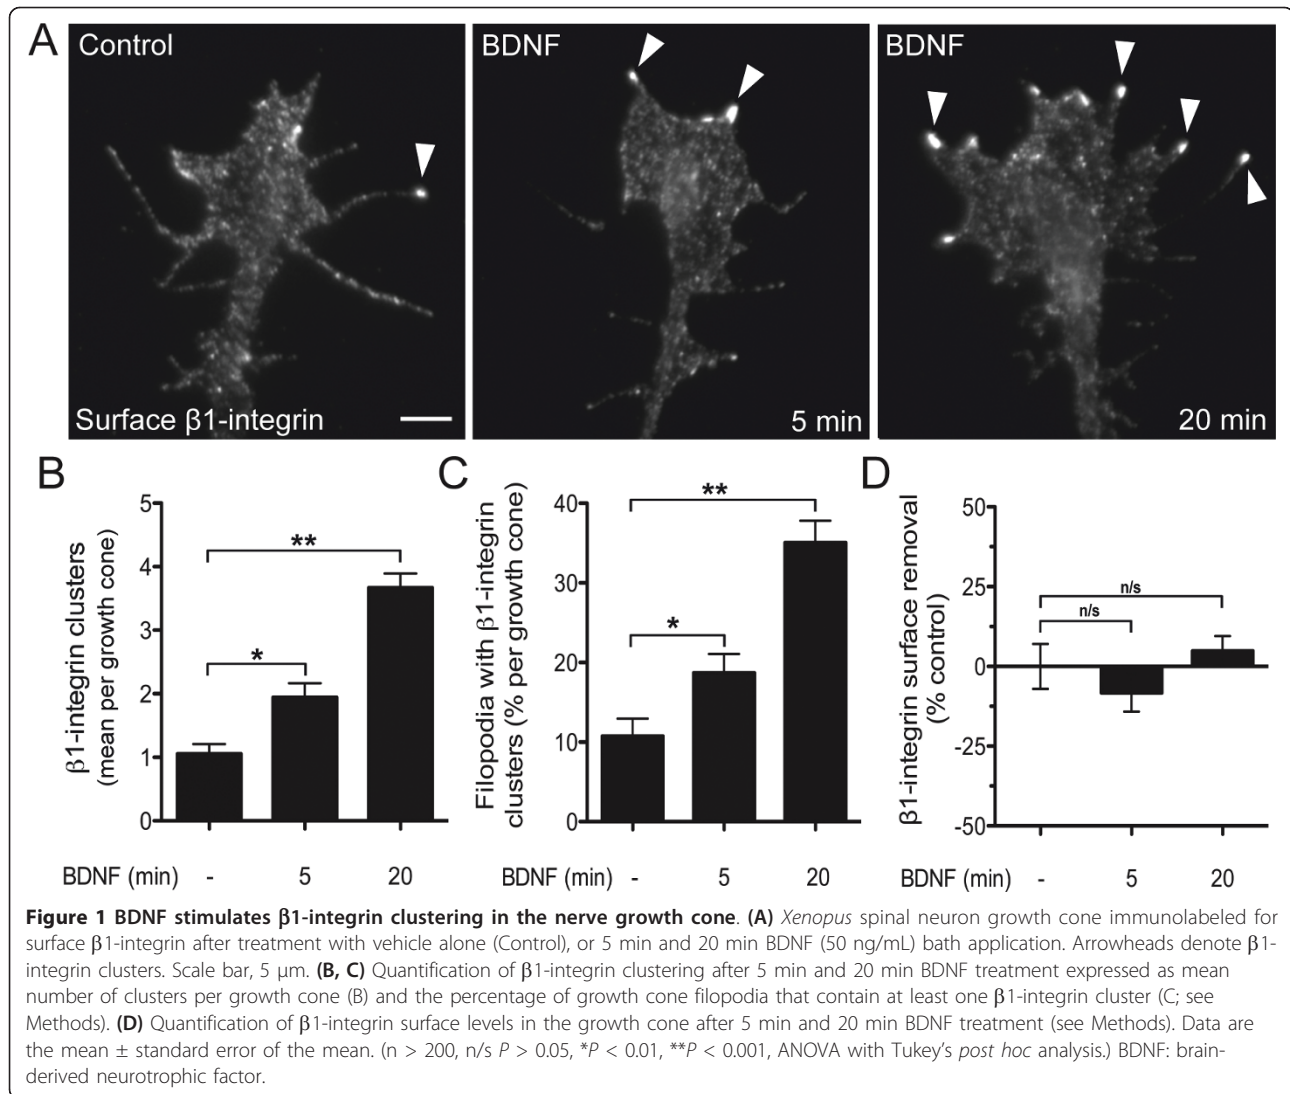 A
Control
BDNF
BDNF
Surface β1-integrin
5 min
20 min
B
β1-integrin clusters
(mean per growth cone)
5
4
3
2
1
0
**
*
BDNF (min) - 5 20
C
Filopodia with β1-integrin
clusters (% per growth cone)
40
30
20
10
0
**
*
BDNF (min) - 5 20
D
β1-integrin surface removal
(% control)
50
25
0
-25
-50
n/s
n/s
BDNF (min) - 5 20
Figure 1 BDNF stimulates β1-integrin clustering in the nerve growth cone. (A) Xenopus spinal neuron growth cone immunolabeled for
surface β1-integrin after treatment with vehicle alone (Control), or 5 min and 20 min BDNF (50 ng/mL) bath application. Arrowheads denote β1-
integrin clusters. Scale bar, 5 μm. (B, C) Quantification of β1-integrin clustering after 5 min and 20 min BDNF treatment expressed as mean
number of clusters per growth cone (B) and the percentage of growth cone filopodia that contain at least one β1-integrin cluster (C; see
Methods). (D) Quantification of β1-integrin surface levels in the growth cone after 5 min and 20 min BDNF treatment (see Methods). Data are
the mean ± standard error of the mean. (n > 200, n/s P > 0.05, *P < 0.01, **P < 0.001, ANOVA with Tukey's post hoc analysis.) BDNF: brain-
derived neurotrophic factor.